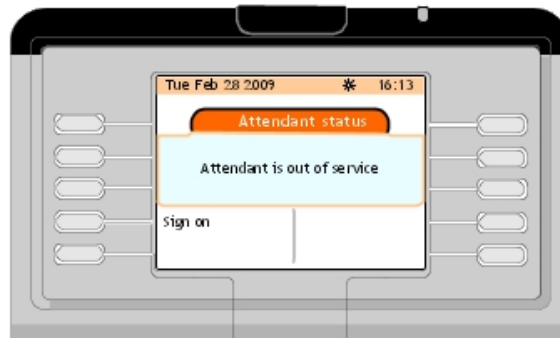 Tue Feb 28 2009 16:13
Attendant status
Attendant is out of service
Sign on